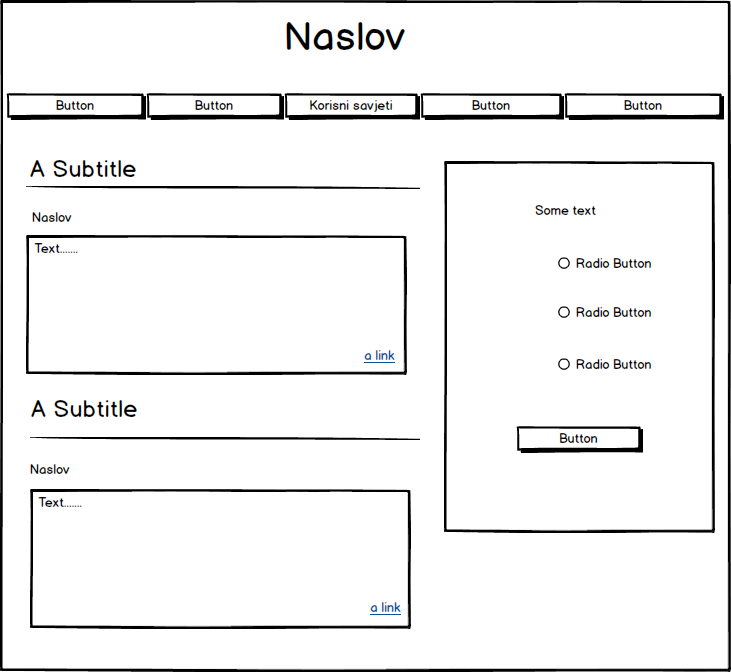 Naslov
Button
Button
Korisni savjeti
Button
Button
A Subtitle
Naslov
Text.......
a link
A Subtitle
Naslov
Text.......
a link
Some text
Radio Button
Radio Button
Radio Button
Button